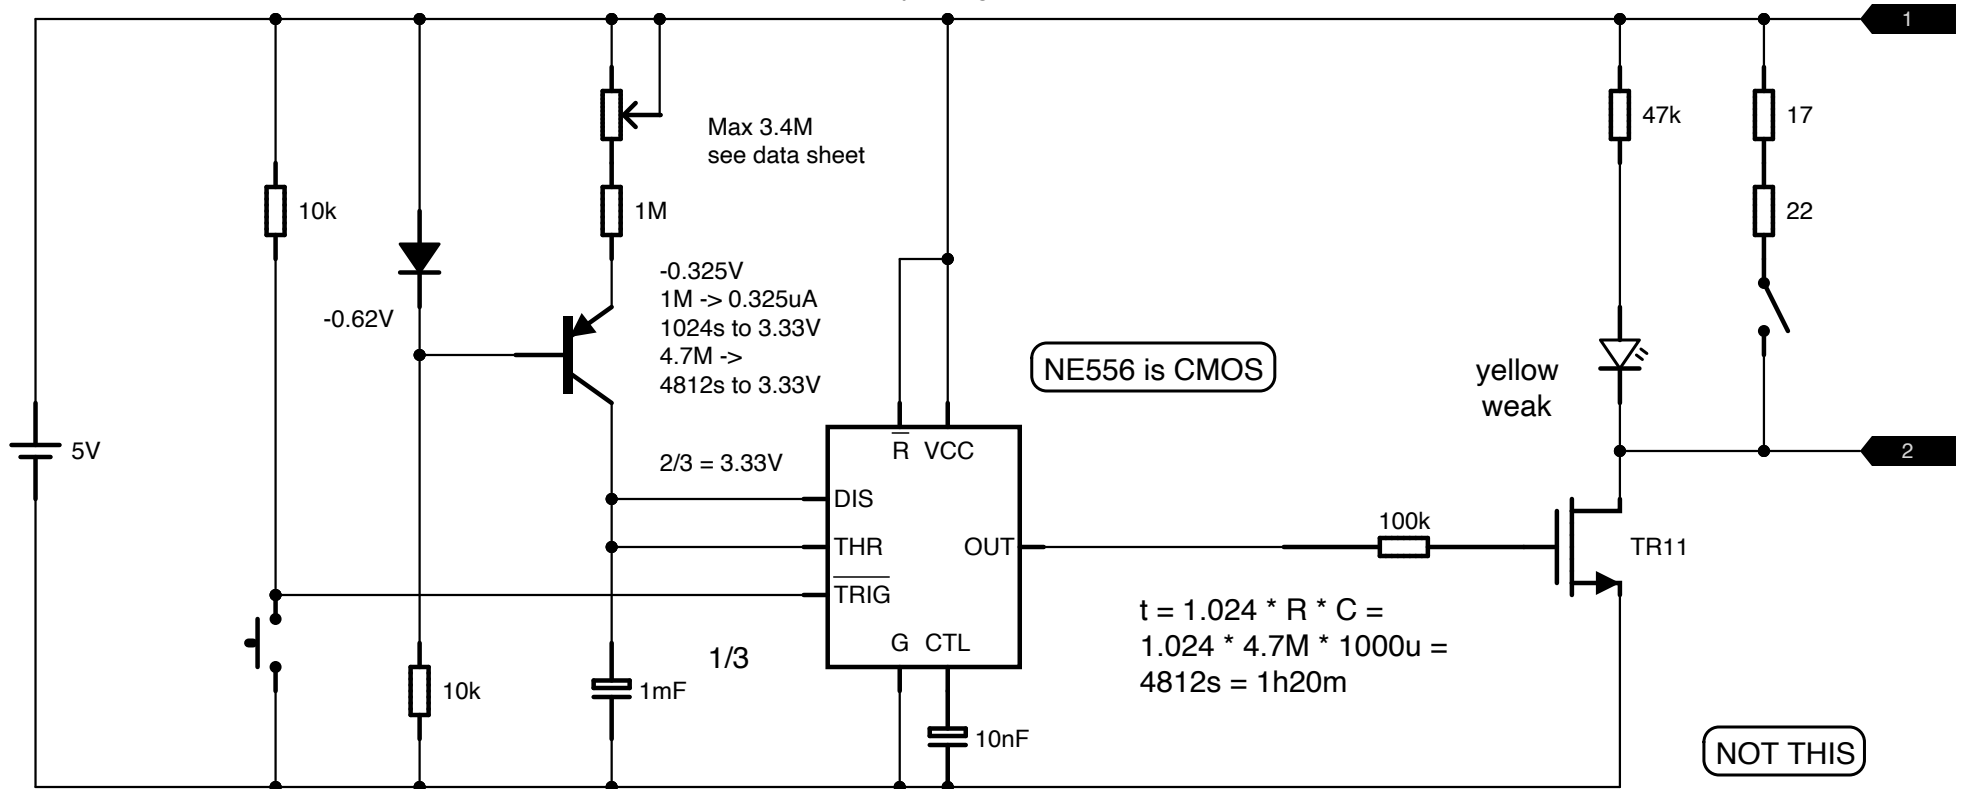 1
Max 3.4M
see data sheet
47k
17
10k
1M
22
-0.325V
1M -> 0.325uA
1024s to 3.33V
4.7M ->
4812s to 3.33V
-0.62V
NE556 is CMOS
yellow
weak
5V
2/3 = 3.33V
R VCC
2
DIS
THR
OUT
TRIG
100k
TR11
G CTL
1/3
t = 1.024 * R * C =
1.024 * 4.7M * 1000u =
4812s = 1h20m
10k
1mF
10nF
NOT THIS